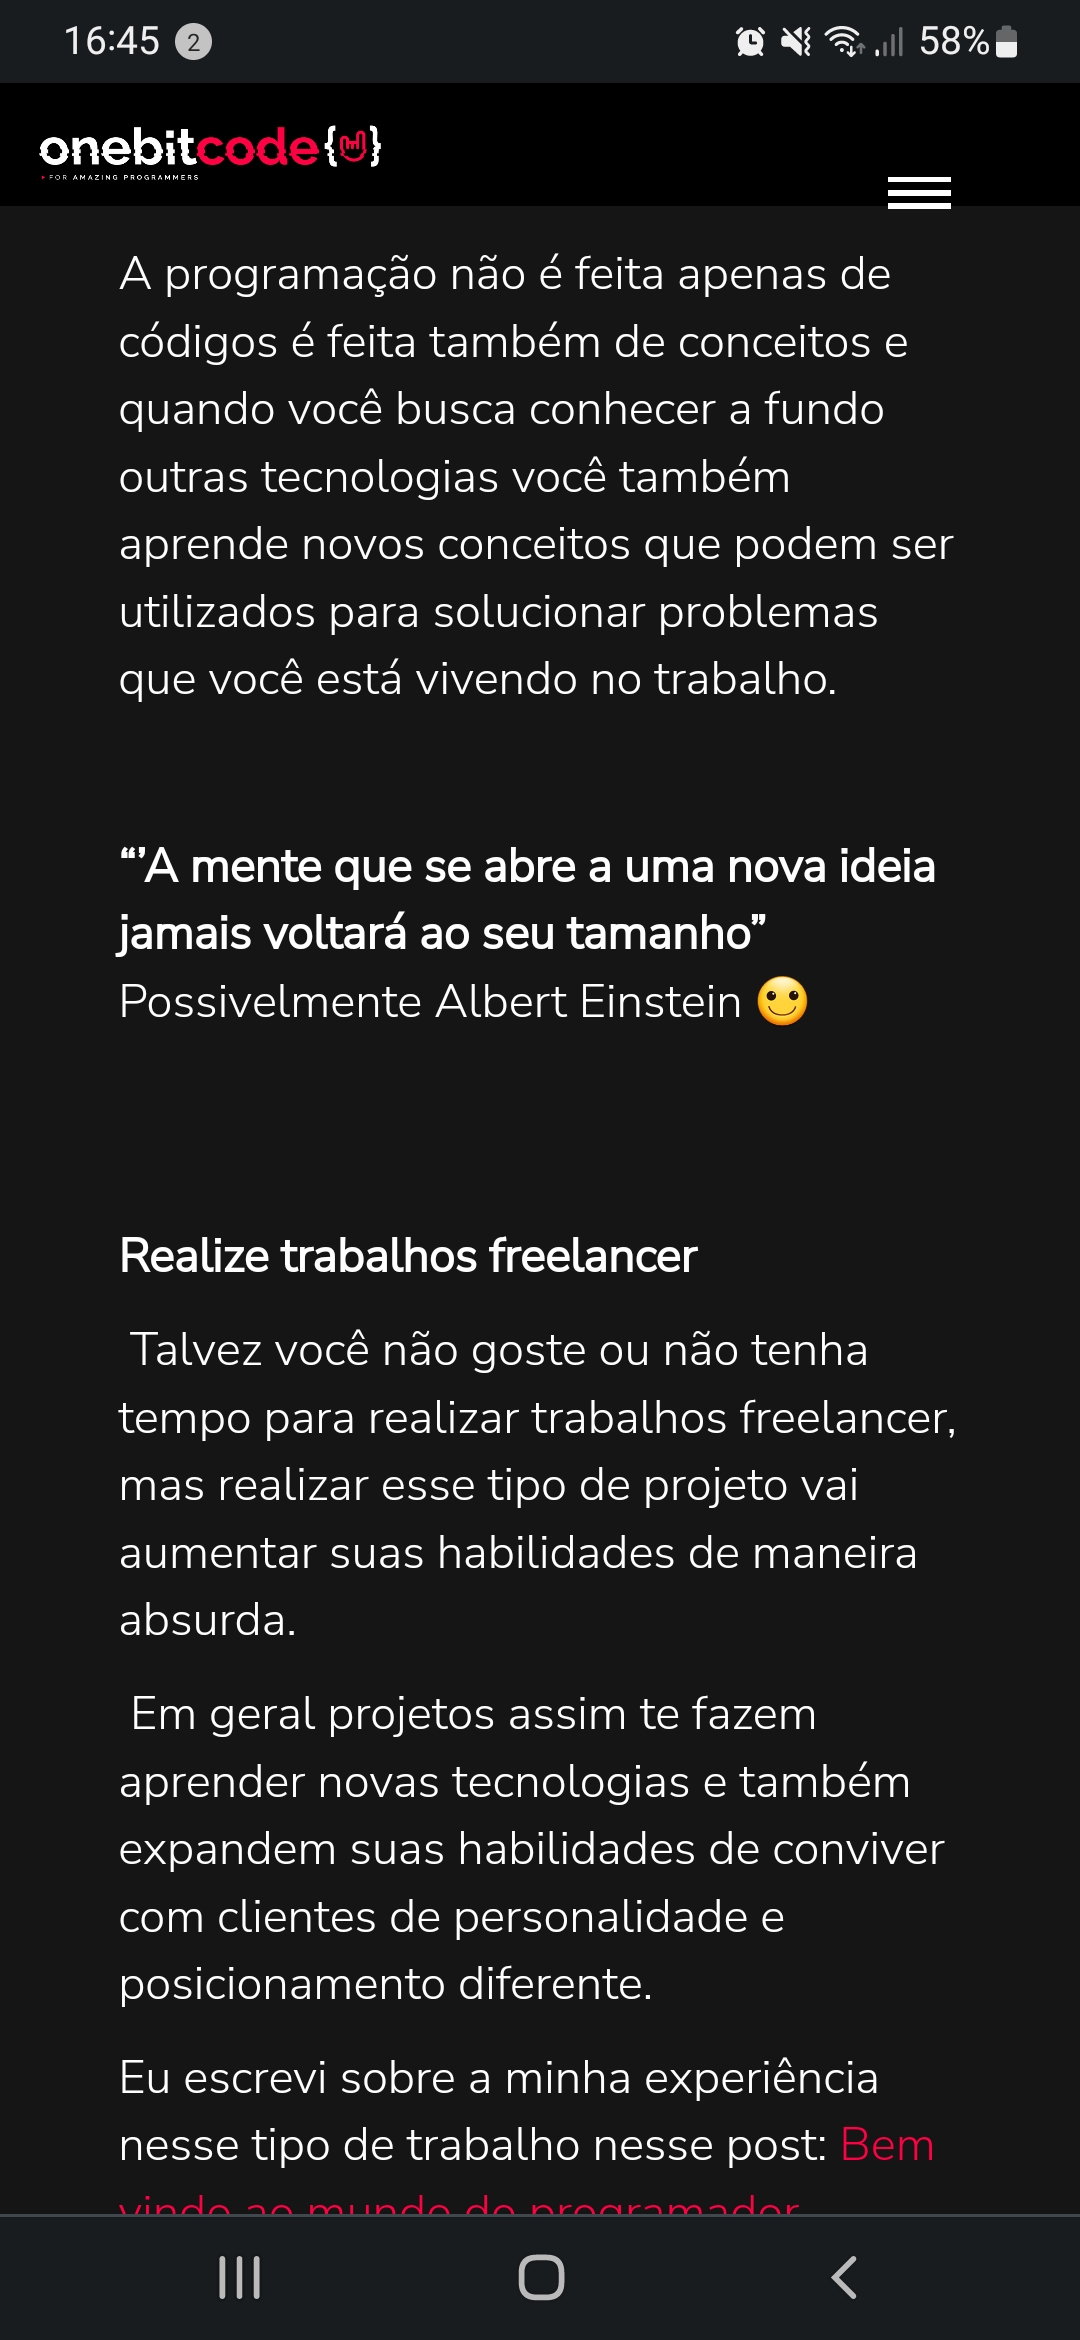 16:45 2 58%
onebitcode{}
FOR AMAZING PROGRAMMERS
A programação não é feita apenas de
códigos é feita também de conceitos e
quando você busca conhecer a fundo
outras tecnologias você também
aprende novos conceitos que podem ser
utilizados para solucionar problemas
que você está vivendo no trabalho.
“’A mente que se abre a uma nova ideia
jamais voltará ao seu tamanho”
Possivelmente Albert Einstein 🙂
Realize trabalhos freelancer
Talvez você não goste ou não tenha
tempo para realizar trabalhos freelancer,
mas realizar esse tipo de projeto vai
aumentar suas habilidades de maneira
absurda.
Em geral projetos assim te fazem
aprender novas tecnologias e também
expandem suas habilidades de conviver
com clientes de personalidade e
posicionamento diferente.
Eu escrevi sobre a minha experiência
nesse tipo de trabalho nesse post: Bem
vindo ao mundo do programador